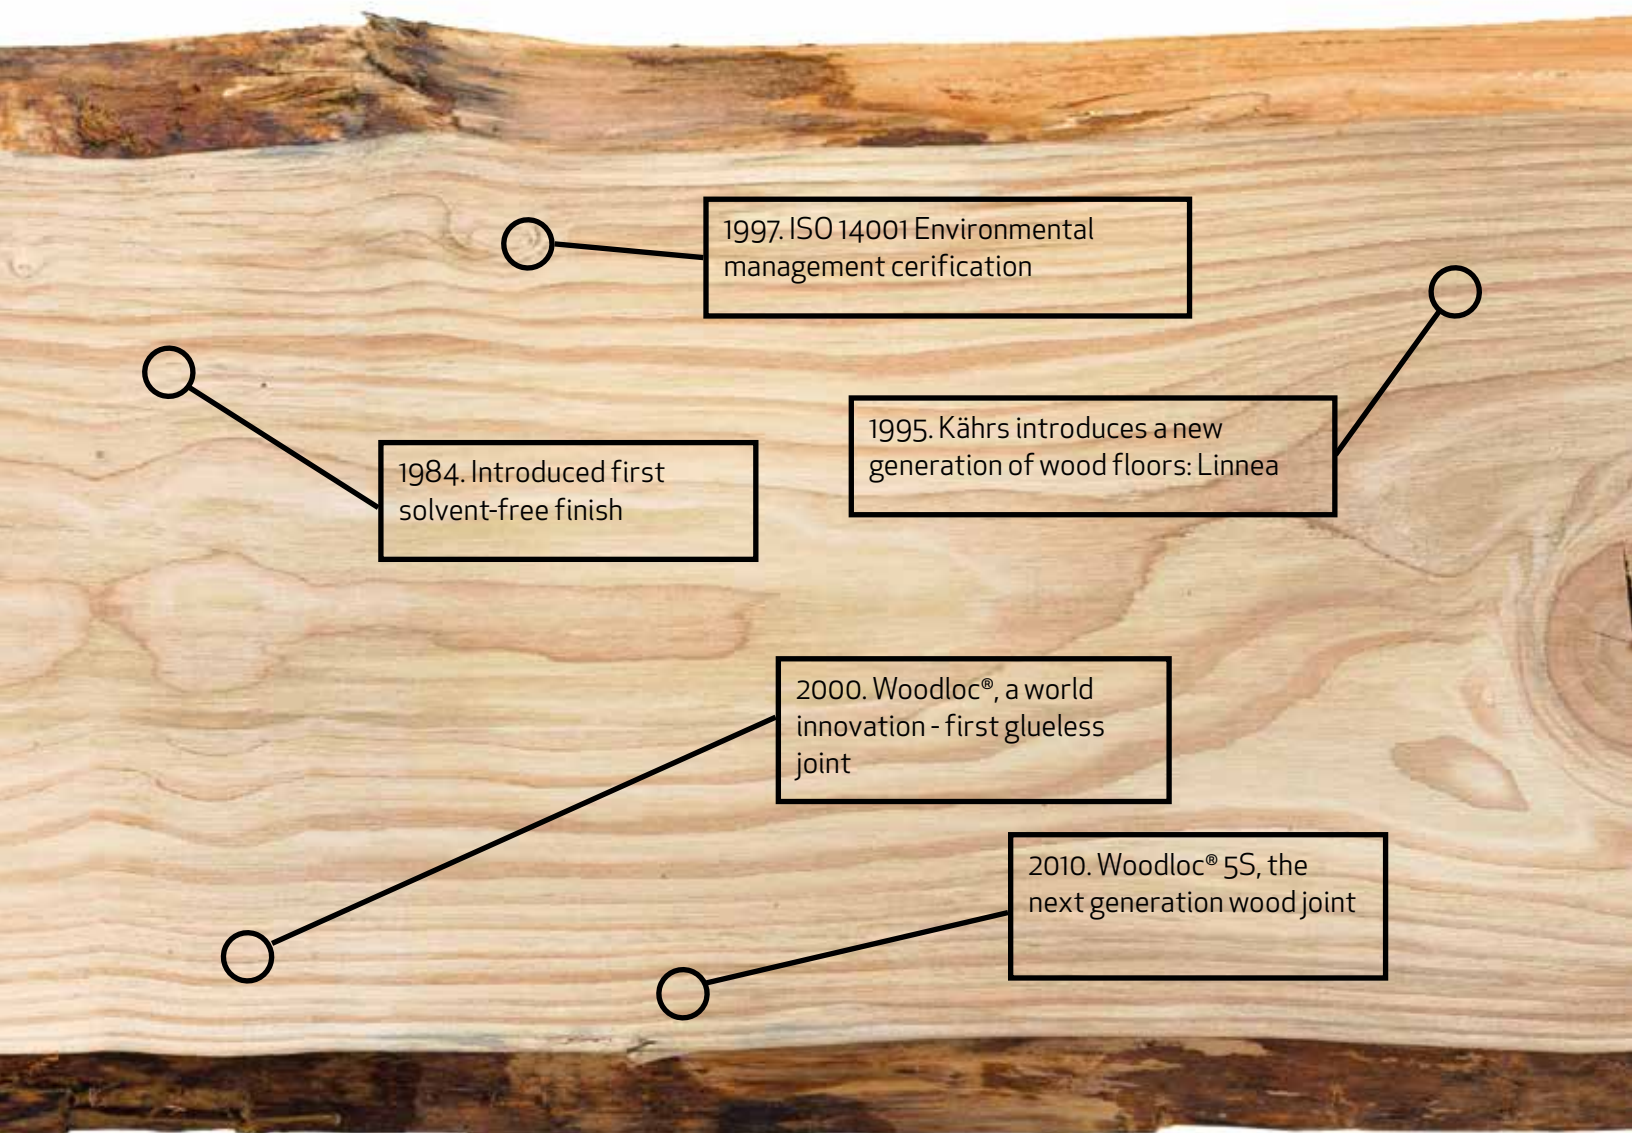 1997. ISO 14001 Environmental
management cerification
1995. Kährs introduces a new
generation of wood floors: Linnea
1984. Introduced first
solvent-free finish
2000. Woodloc®, a world
innovation - first glueless
joint
2010. Woodloc® 5S, the
next generation wood joint